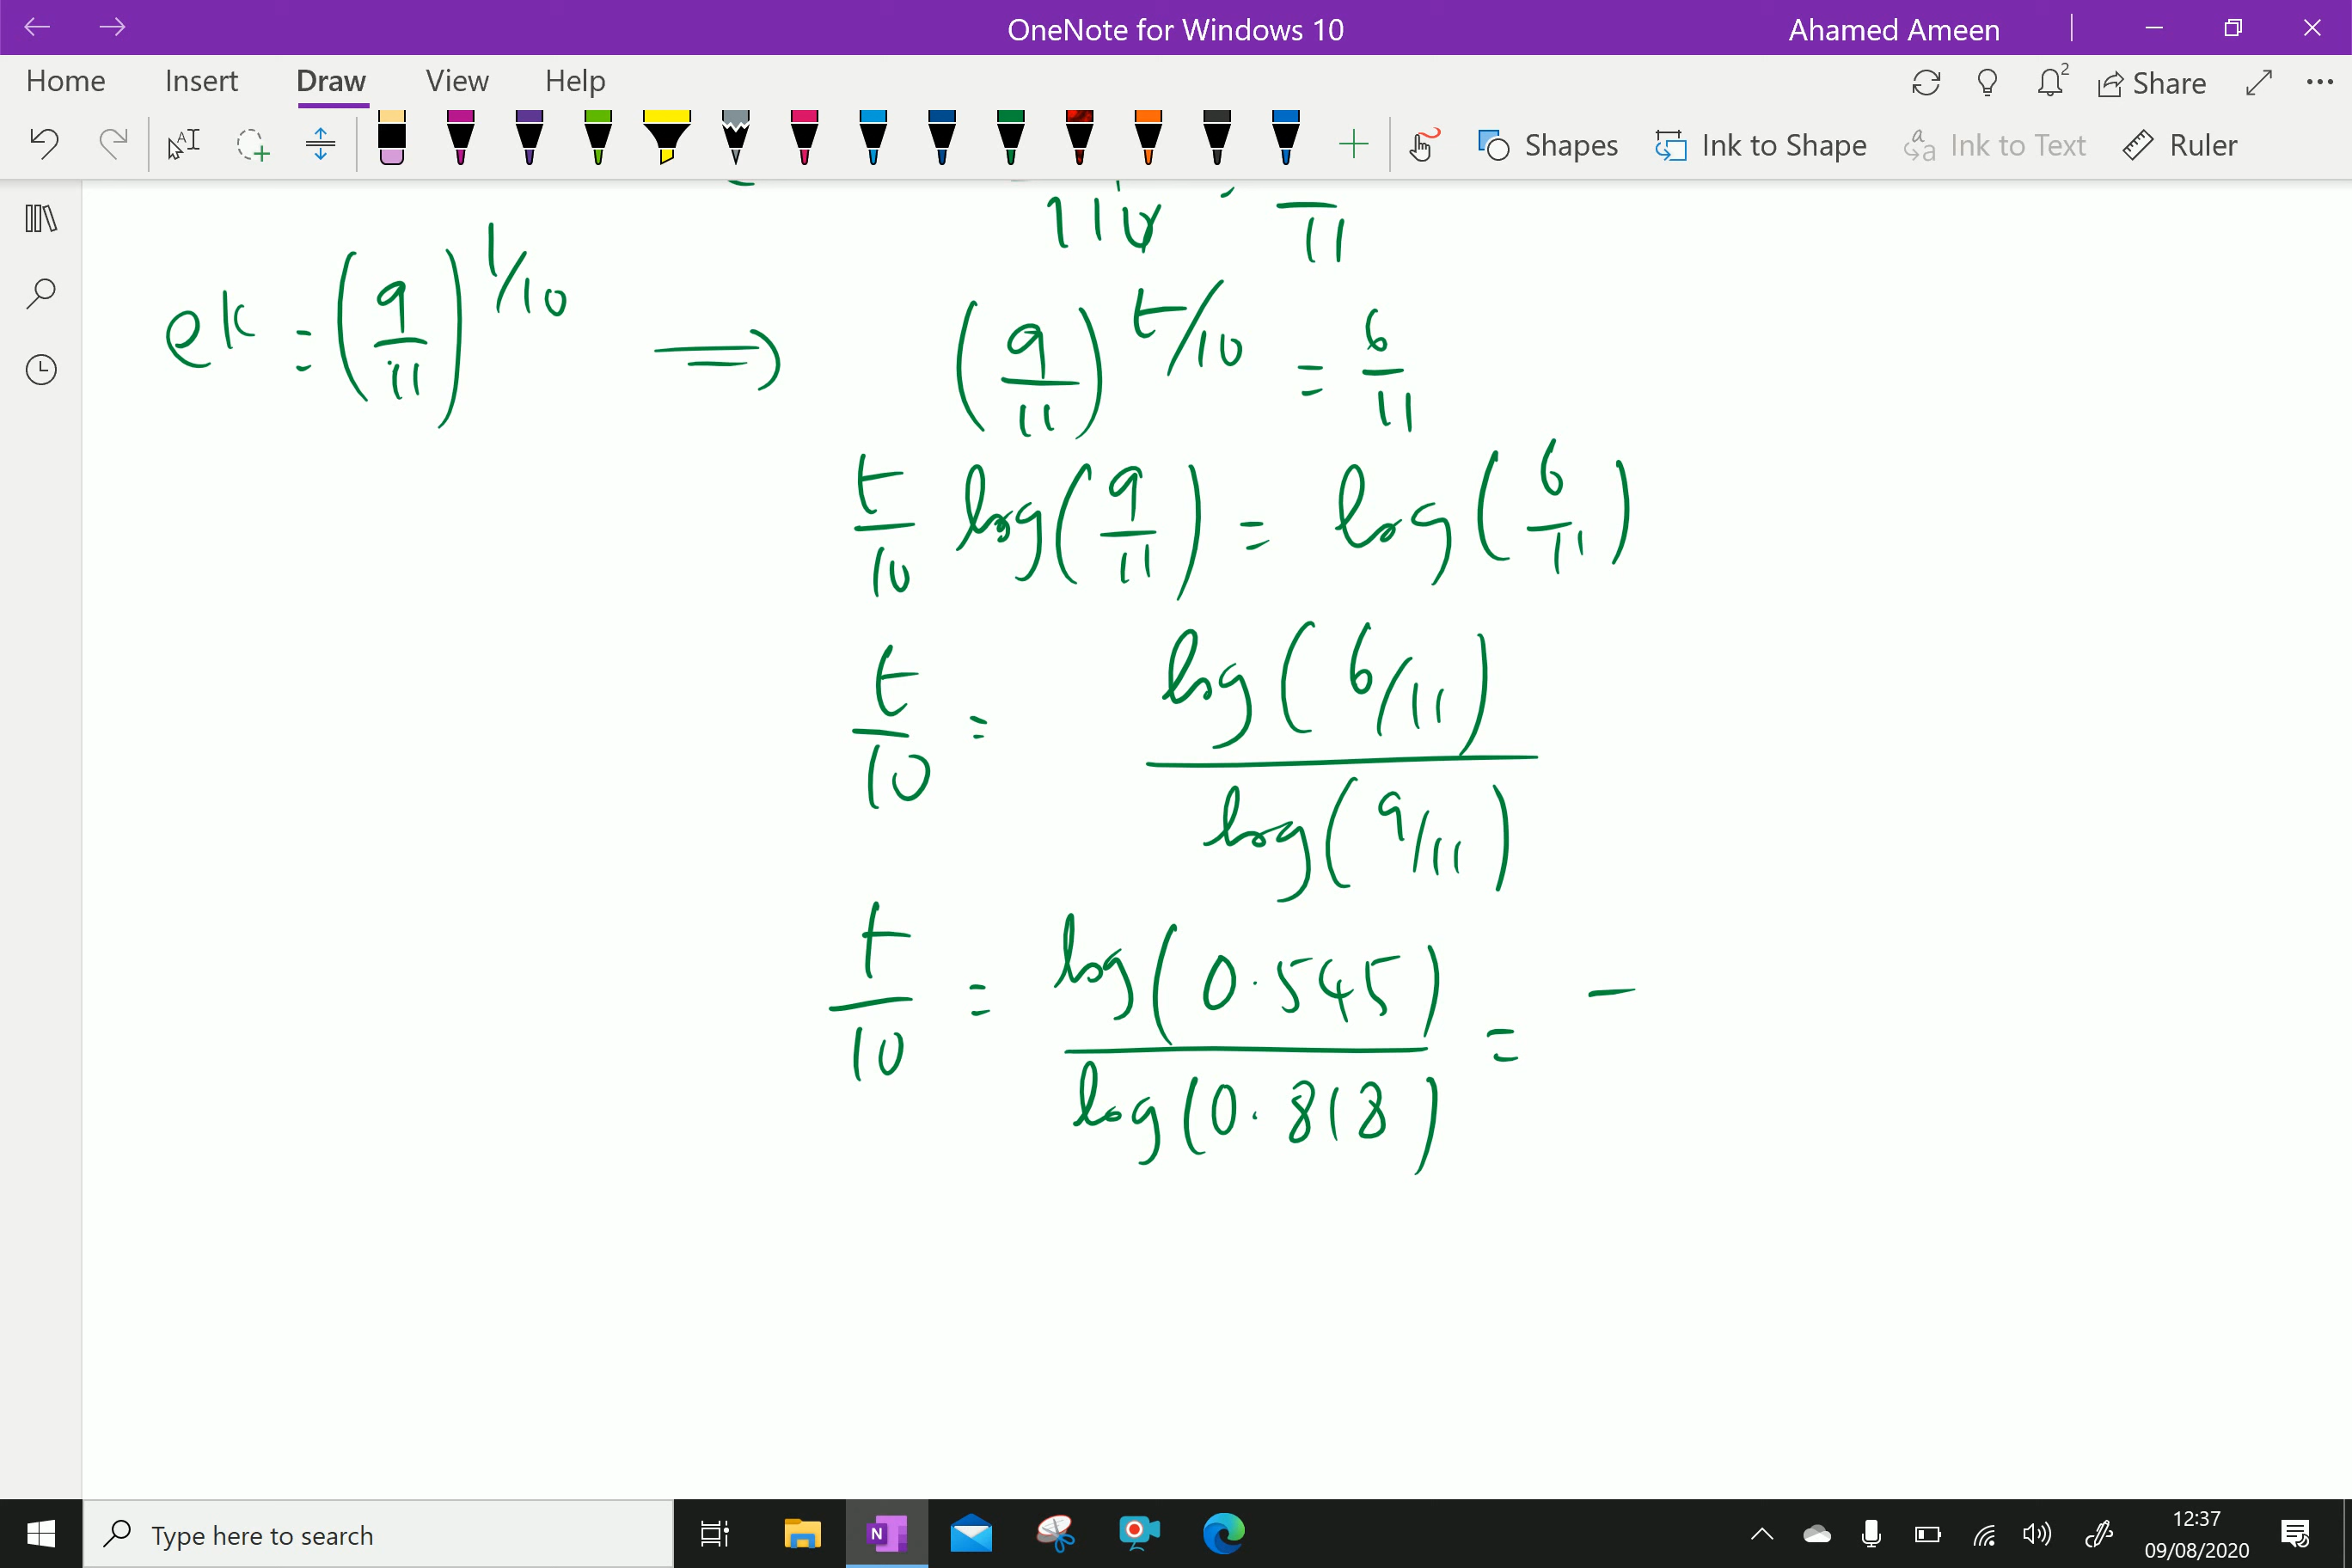 OneNote for Windows 10
Ahamed Ameen
Home Insert Draw View Help
2 Share
Shapes Ink to Shape Ink to Text Ruler
11
e^k = (9/11)^1/10 ⟹ (9/11)^t/10 = 6/11
t/10 log(9/11) = log(6/11)
t/10 = log(6/11) / log(9/11)
t/10 = log(0.545) / log(0.818) = −
Type here to search
12:37
09/08/2020